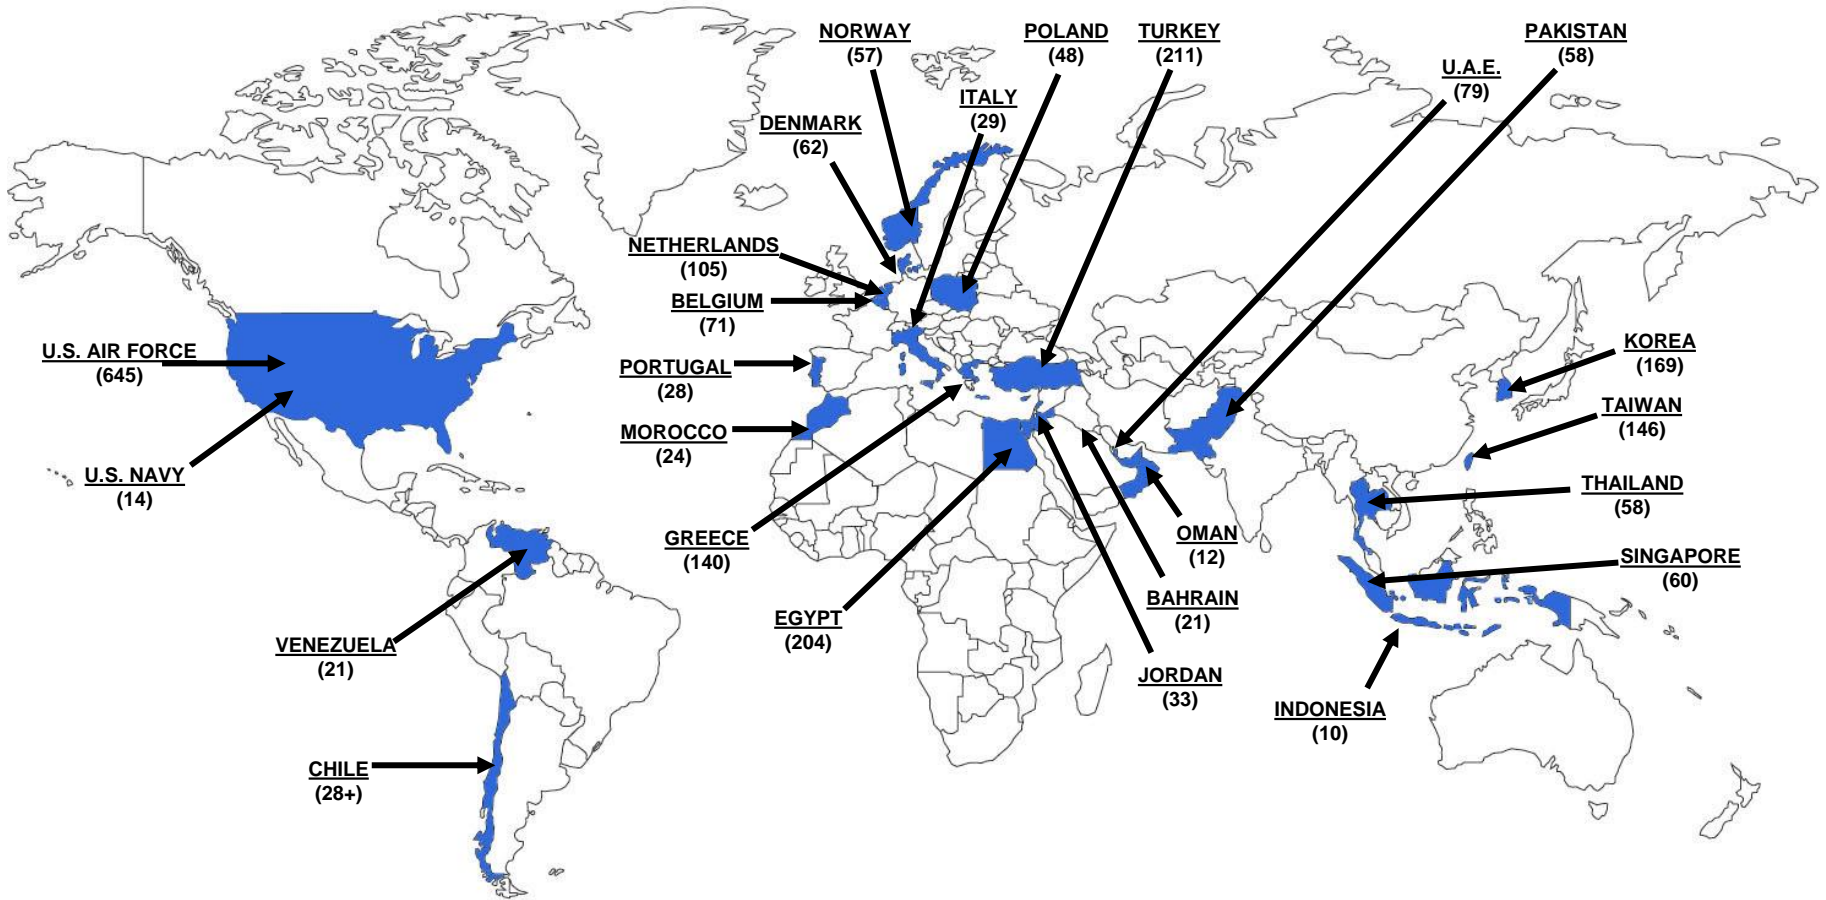 NORWAY
(57)
POLAND
(48)
TURKEY
(211)
PAKISTAN
(58)
U.A.E.
(79)
ITALY
(29)
DENMARK
(62)
NETHERLANDS
(105)
BELGIUM
(71)
U.S. AIR FORCE
(645)
PORTUGAL
(28)
KOREA
(169)
TAIWAN
(146)
MOROCCO
(24)
U.S. NAVY
(14)
THAILAND
(58)
GREECE
(140)
OMAN
(12)
SINGAPORE
(60)
BAHRAIN
(21)
EGYPT
(204)
VENEZUELA
(21)
JORDAN
(33)
INDONESIA
(10)
CHILE
(28+)